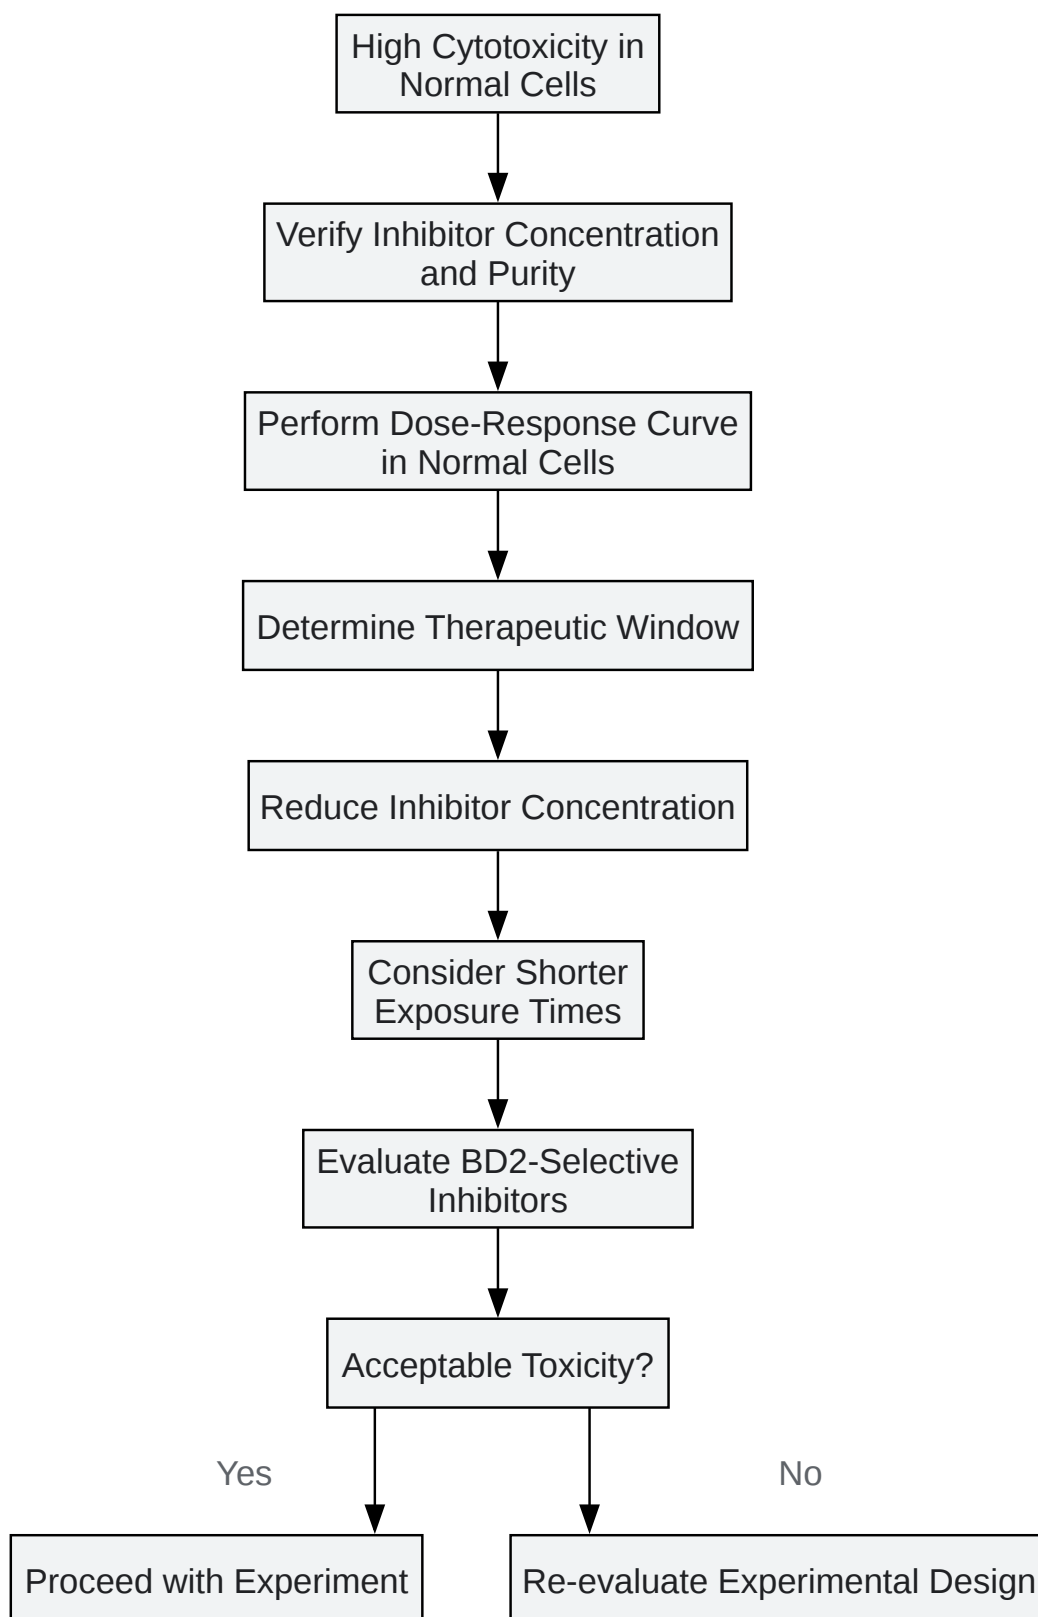 High Cytotoxicity in
Normal Cells
Verify Inhibitor Concentration
and Purity
Perform Dose-Response Curve
in Normal Cells
Determine Therapeutic Window
Reduce Inhibitor Concentration
Consider Shorter
Exposure Times
Evaluate BD2-Selective
Inhibitors
Acceptable Toxicity?
Yes
No
Proceed with Experiment
Re-evaluate Experimental Design